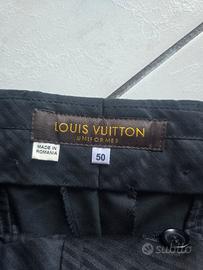 LOUIS VUITTON
UNIFORMES
MADE IN
ROMANIA
50
subito